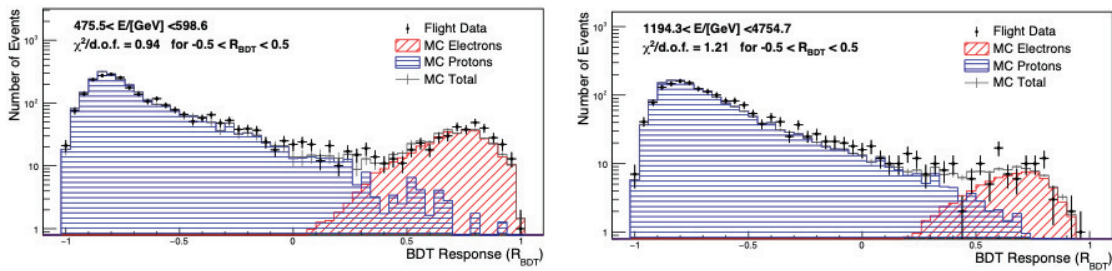 475.5< E/[GeV] <598.6
χ²/d.o.f. = 0.94 for -0.5 < R_BDT < 0.5
Flight Data
MC Electrons
MC Protons
MC Total
Number of Events
10³
10²
10
1
-1 -0.5 0 0.5 1
BDT Response (R_BDT)
1194.3< E/[GeV] <4754.7
χ²/d.o.f. = 1.21 for -0.5 < R_BDT < 0.5
Flight Data
MC Electrons
MC Protons
MC Total
Number of Events
10³
10²
10
1
-1 -0.5 0 0.5 1
BDT Response (R_BDT)